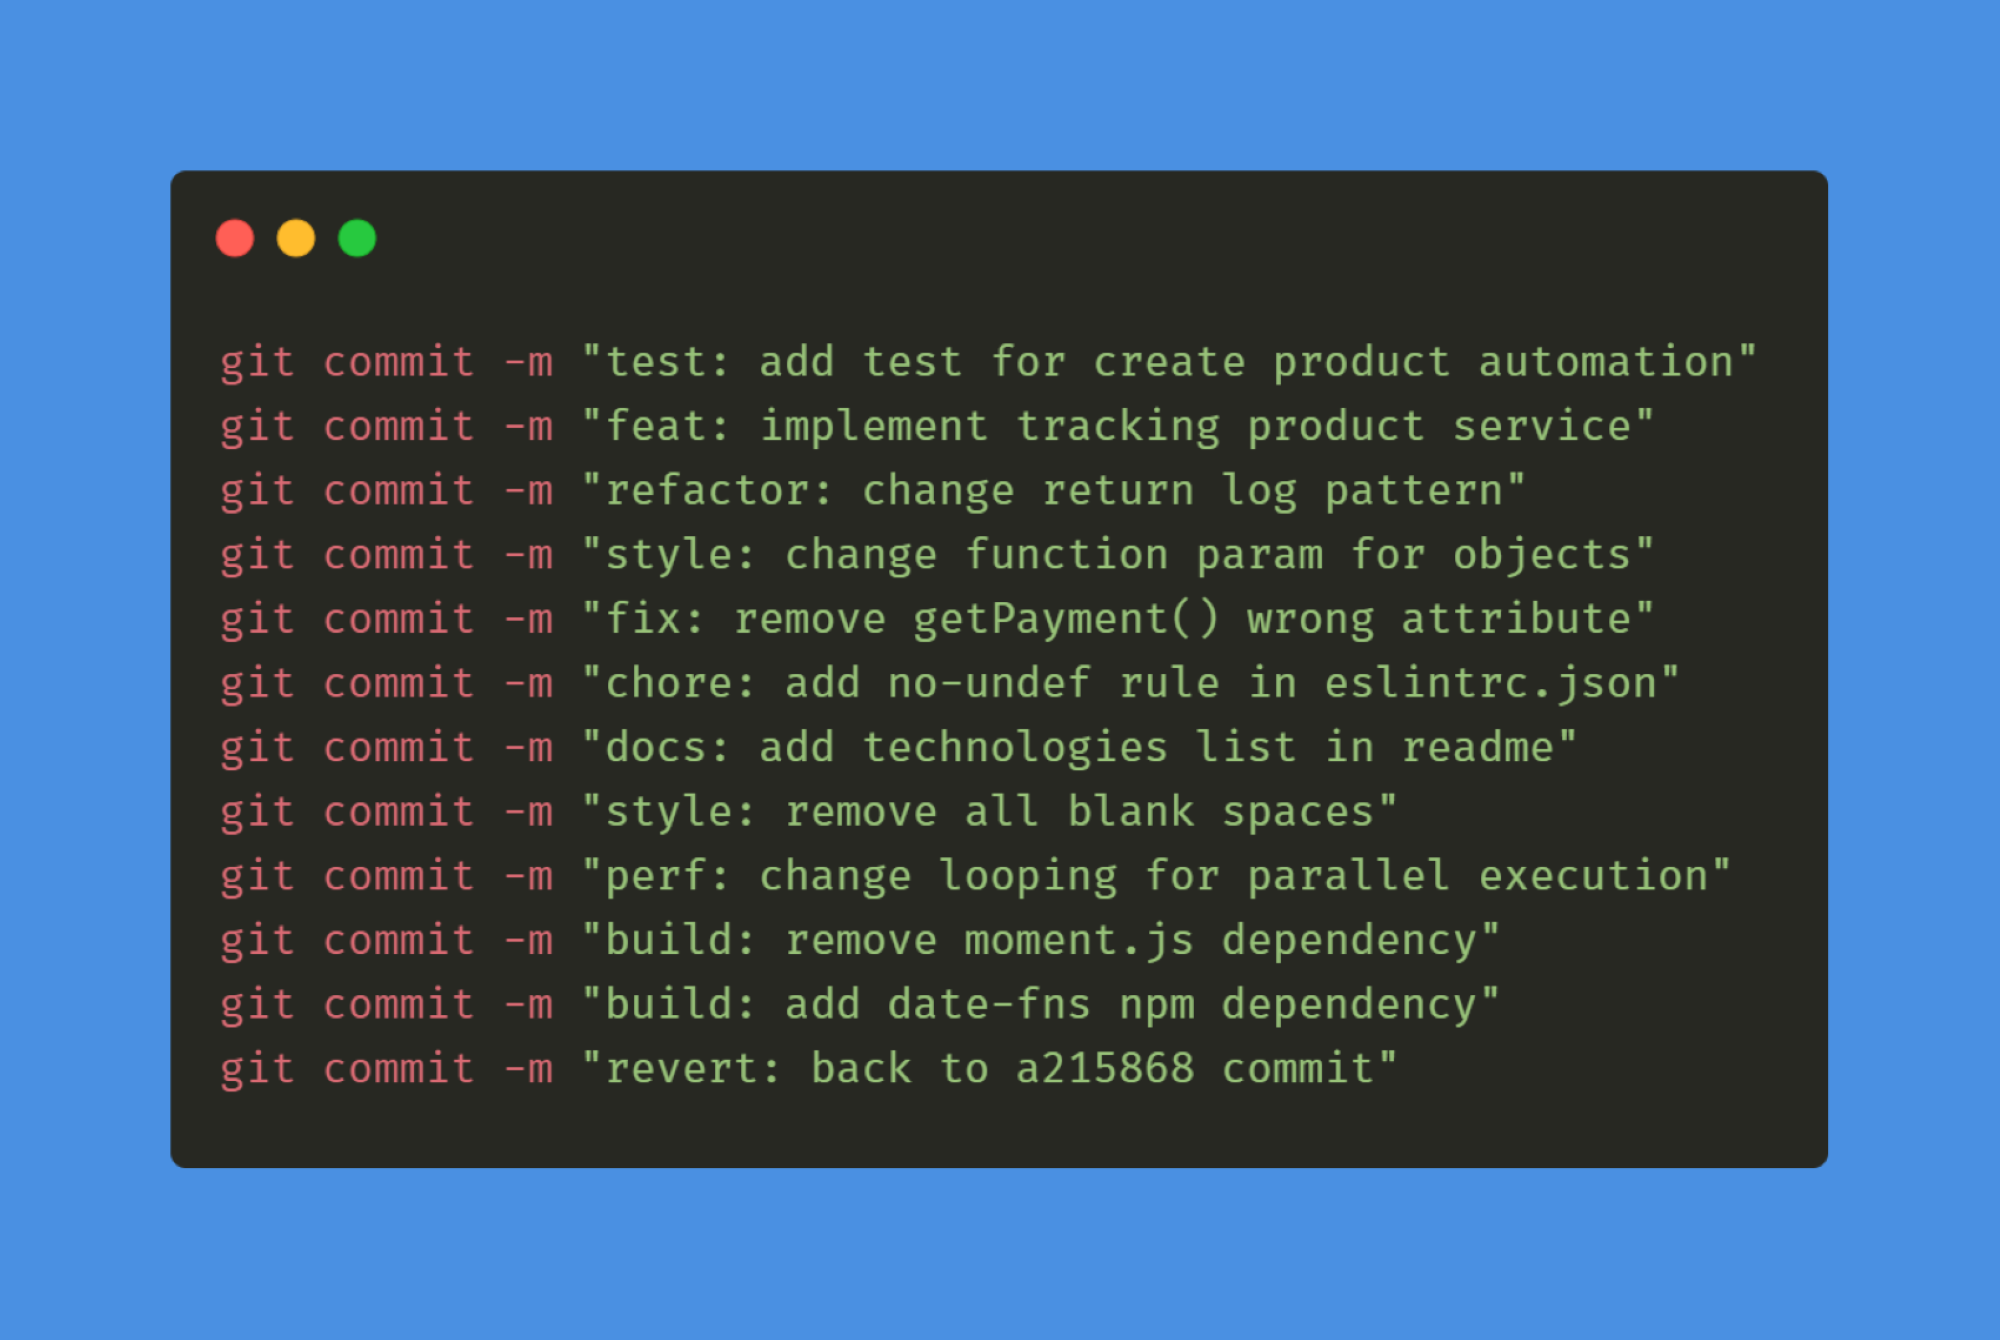 git commit -m "test: add test for create product automation"
git commit -m "feat: implement tracking product service"
git commit -m "refactor: change return log pattern"
git commit -m "style: change function param for objects"
git commit -m "fix: remove getPayment() wrong attribute"
git commit -m "chore: add no-undef rule in eslintrc.json"
git commit -m "docs: add technologies list in readme"
git commit -m "style: remove all blank spaces"
git commit -m "perf: change looping for parallel execution"
git commit -m "build: remove moment.js dependency"
git commit -m "build: add date-fns npm dependency"
git commit -m "revert: back to a215868 commit"